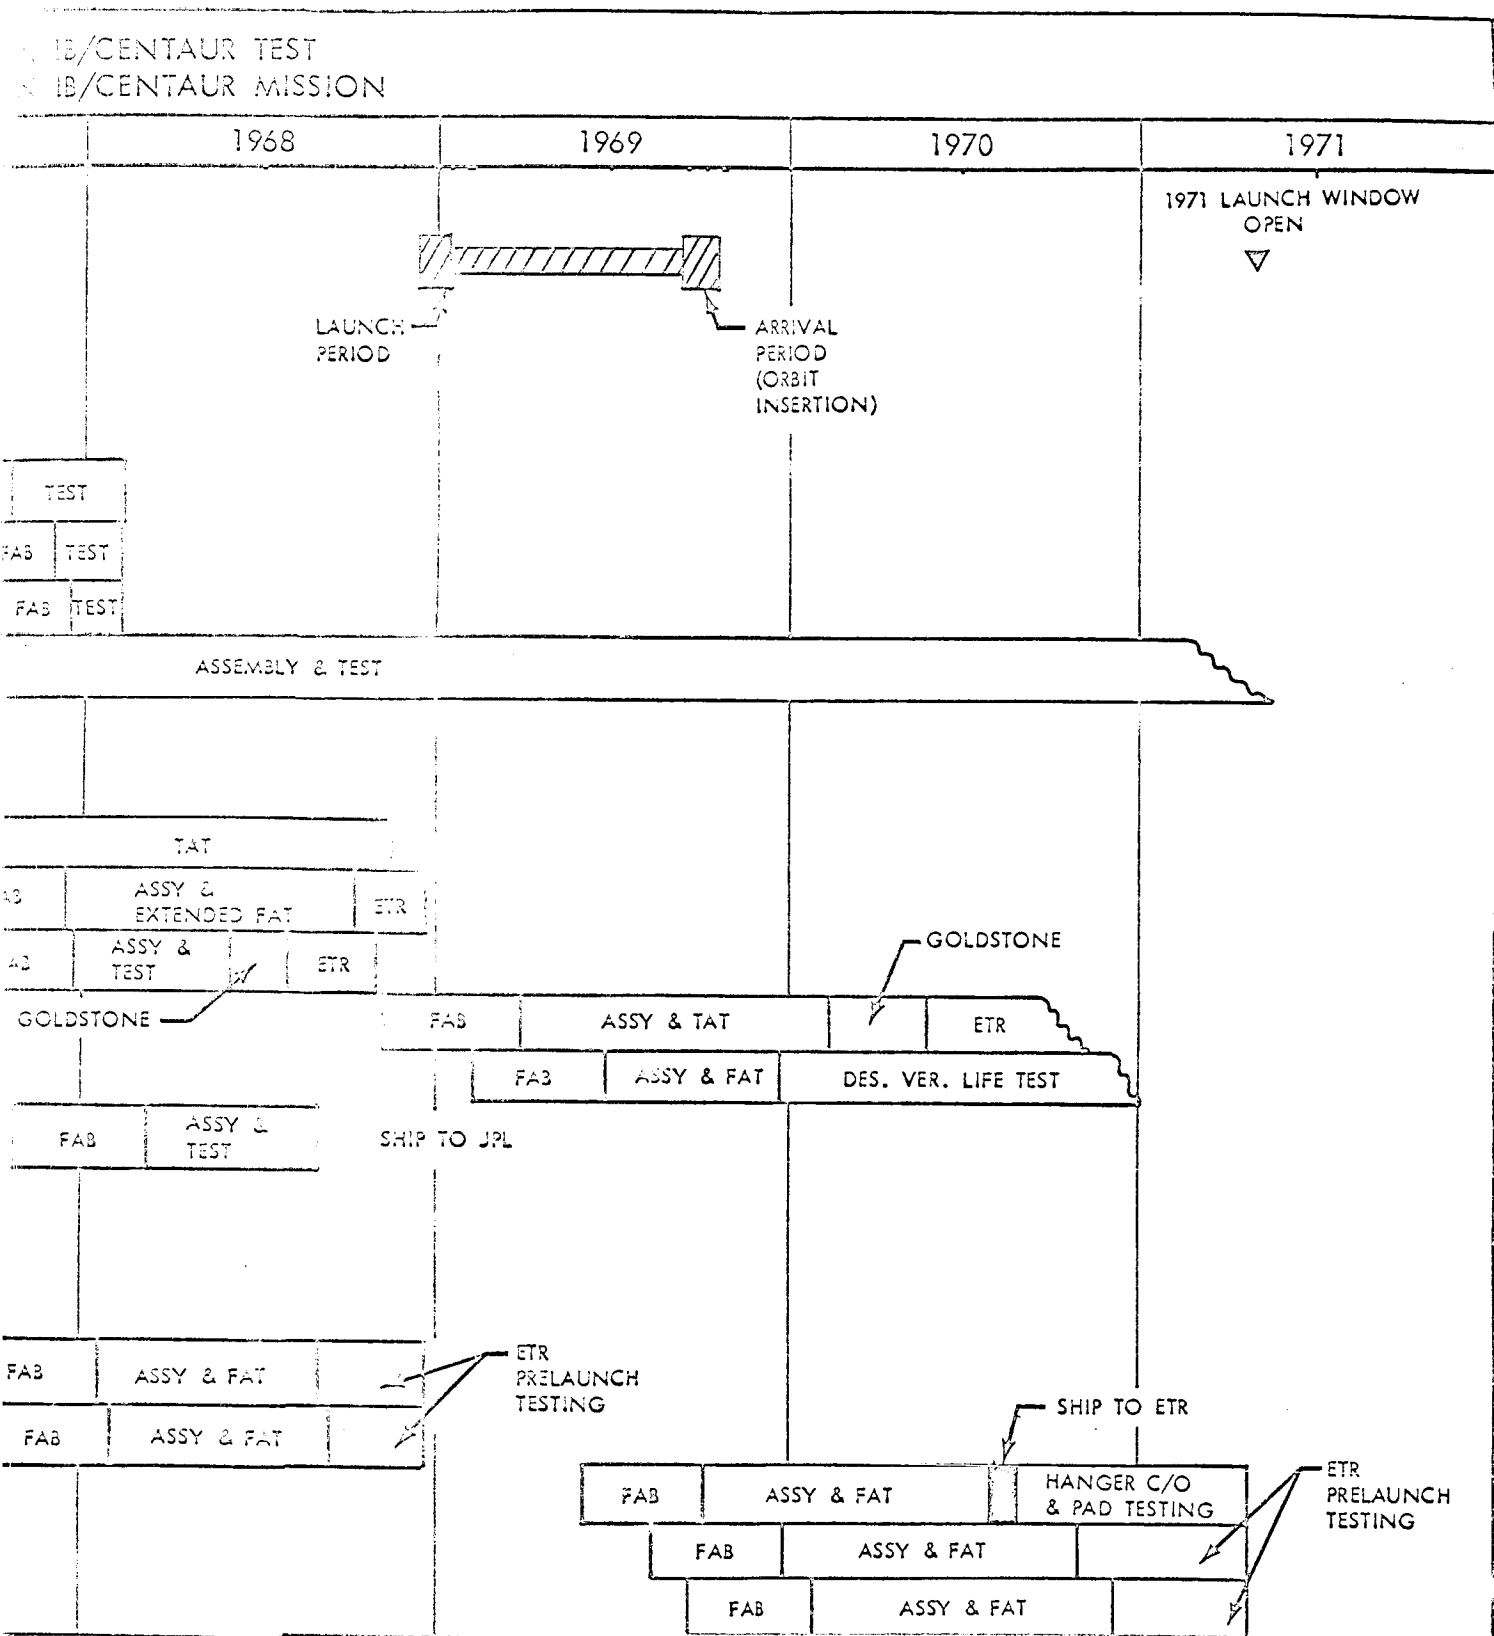 IB/CENTAUR TEST
IB/CENTAUR MISSION
1968 1969 1970 1971
1971 LAUNCH WINDOW
OPEN
LAUNCH
PERIOD
ARRIVAL
PERIOD
(ORBIT
INSERTION)
TEST
FAB TEST
FAB TEST
ASSEMBLY & TEST
TAT
AB ASSY &
EXTENDED FAT ETR
AB ASSY &
TEST ETR
GOLDSTONE
GOLDSTONE
FAB ASSY & TAT ETR
FAB ASSY & FAT DES. VER. LIFE TEST
FAB ASSY &
TEST
SHIP TO JPL
FAB ASSY & FAT
ETR
PRELAUNCH
TESTING
FAB ASSY & FAT
SHIP TO ETR
FAB ASSY & FAT HANGER C/O
& PAD TESTING
ETR
PRELAUNCH
TESTING
FAB ASSY & FAT
FAB ASSY & FAT